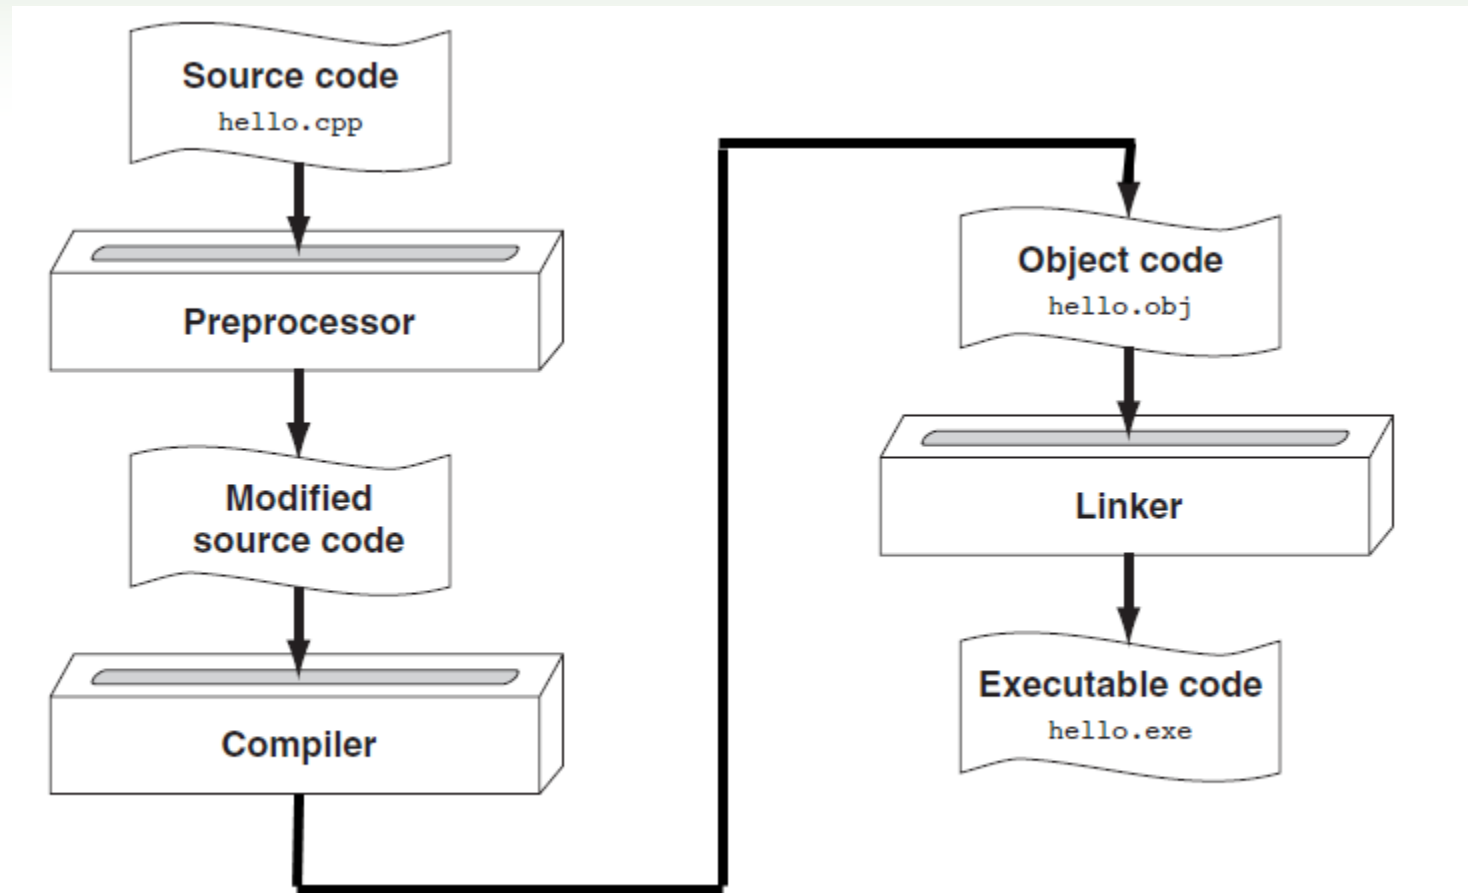 Source code
hello.cpp
Preprocessor
Modified
source code
Compiler
Object code
hello.obj
Linker
Executable code
hello.exe